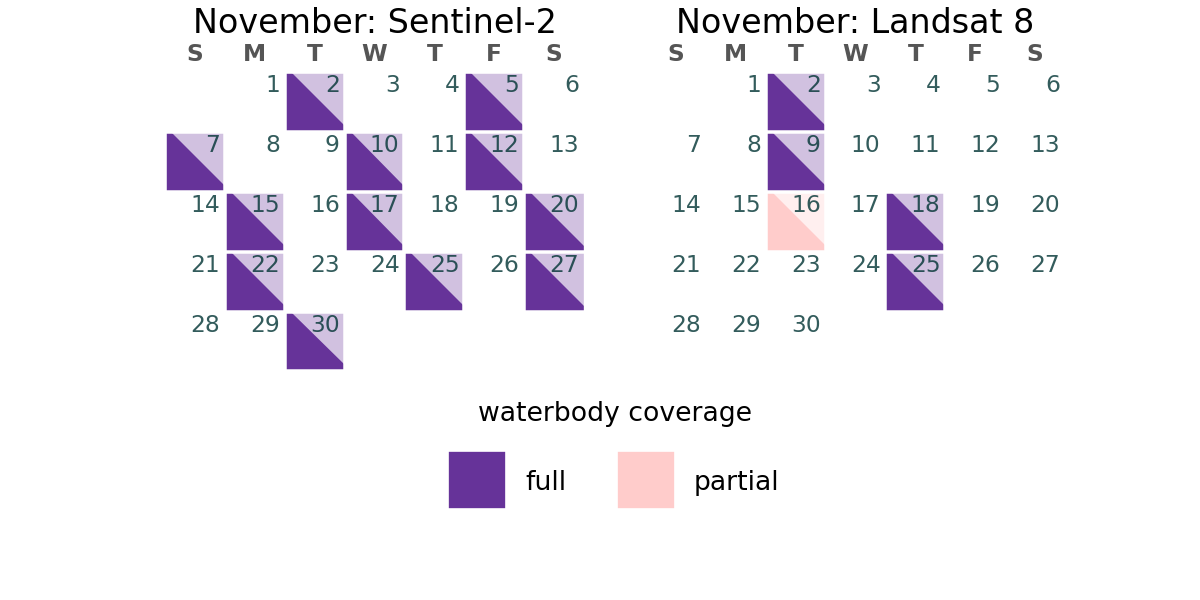 November: Sentinel-2
S M T W T F S
1 2 3 4 5 6
7 8 9 10 11 12 13
14 15 16 17 18 19 20
21 22 23 24 25 26 27
28 29 30
November: Landsat 8
S M T W T F S
1 2 3 4 5 6
7 8 9 10 11 12 13
14 15 16 17 18 19 20
21 22 23 24 25 26 27
28 29 30
waterbody coverage
full partial